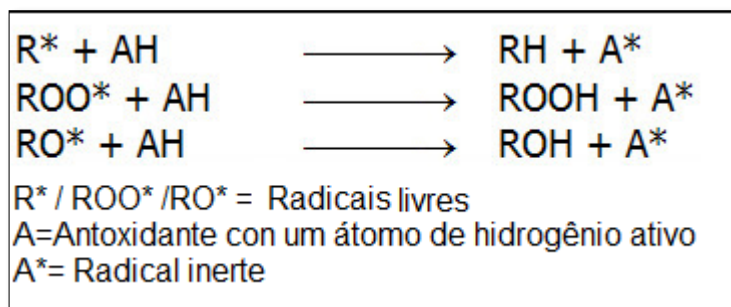 R* + AH ⟶ RH + A*
ROO* + AH ⟶ ROOH + A*
RO* + AH ⟶ ROH + A*
R* / ROO* /RO* = Radicais livres
A=Antoxidante con um átomo de hidrogênio ativo
A*= Radical inerte